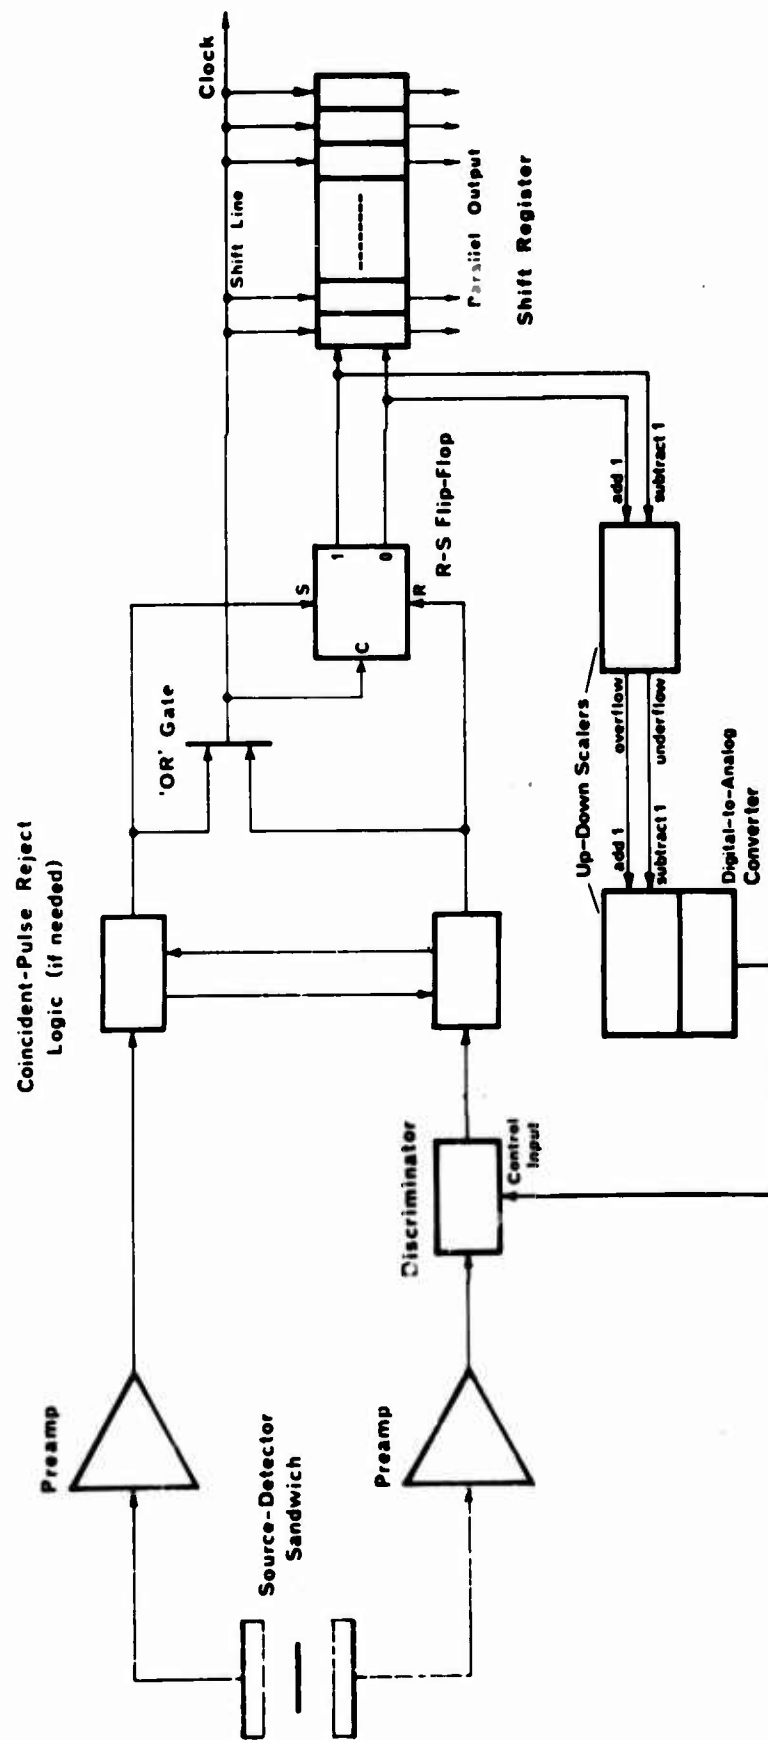 Source-Detector
Sandwich
Preamp
Preamp
Discriminator
Control
Input
Coincident-Pulse Reject
Logic (if needed)
'OR' Gate
S
C
R
1
0
R-S Flip-Flop
Clock
Shift Line
Parallel Output
Shift Register
add 1
subtract 1
Up-Down Scalers
overflow
underflow
add 1
subtract 1
Digital-to-Analog
Converter